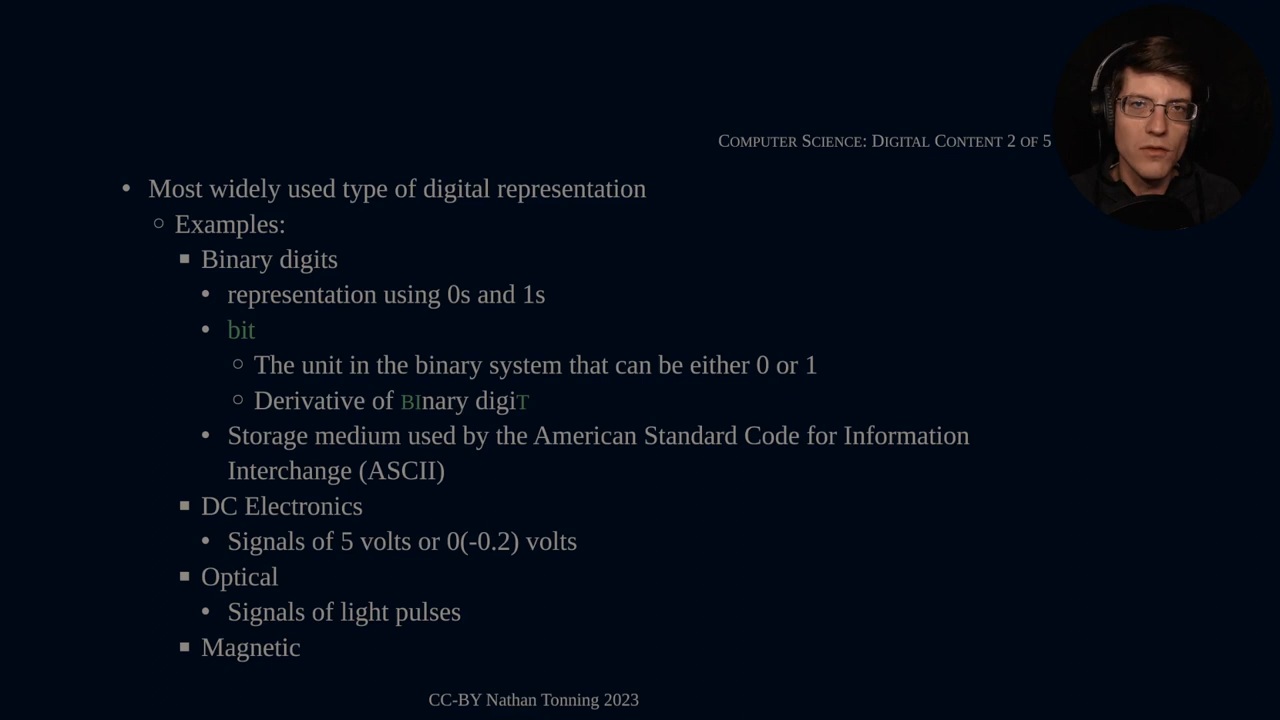 Computer Science: Digital Content 2 of 5
• Most widely used type of digital representation
○ Examples:
■ Binary digits
• representation using 0s and 1s
• bit
○ The unit in the binary system that can be either 0 or 1
○ Derivative of BInary digiT
• Storage medium used by the American Standard Code for Information
Interchange (ASCII)
■ DC Electronics
• Signals of 5 volts or 0(-0.2) volts
■ Optical
• Signals of light pulses
■ Magnetic
CC-BY Nathan Tonning 2023